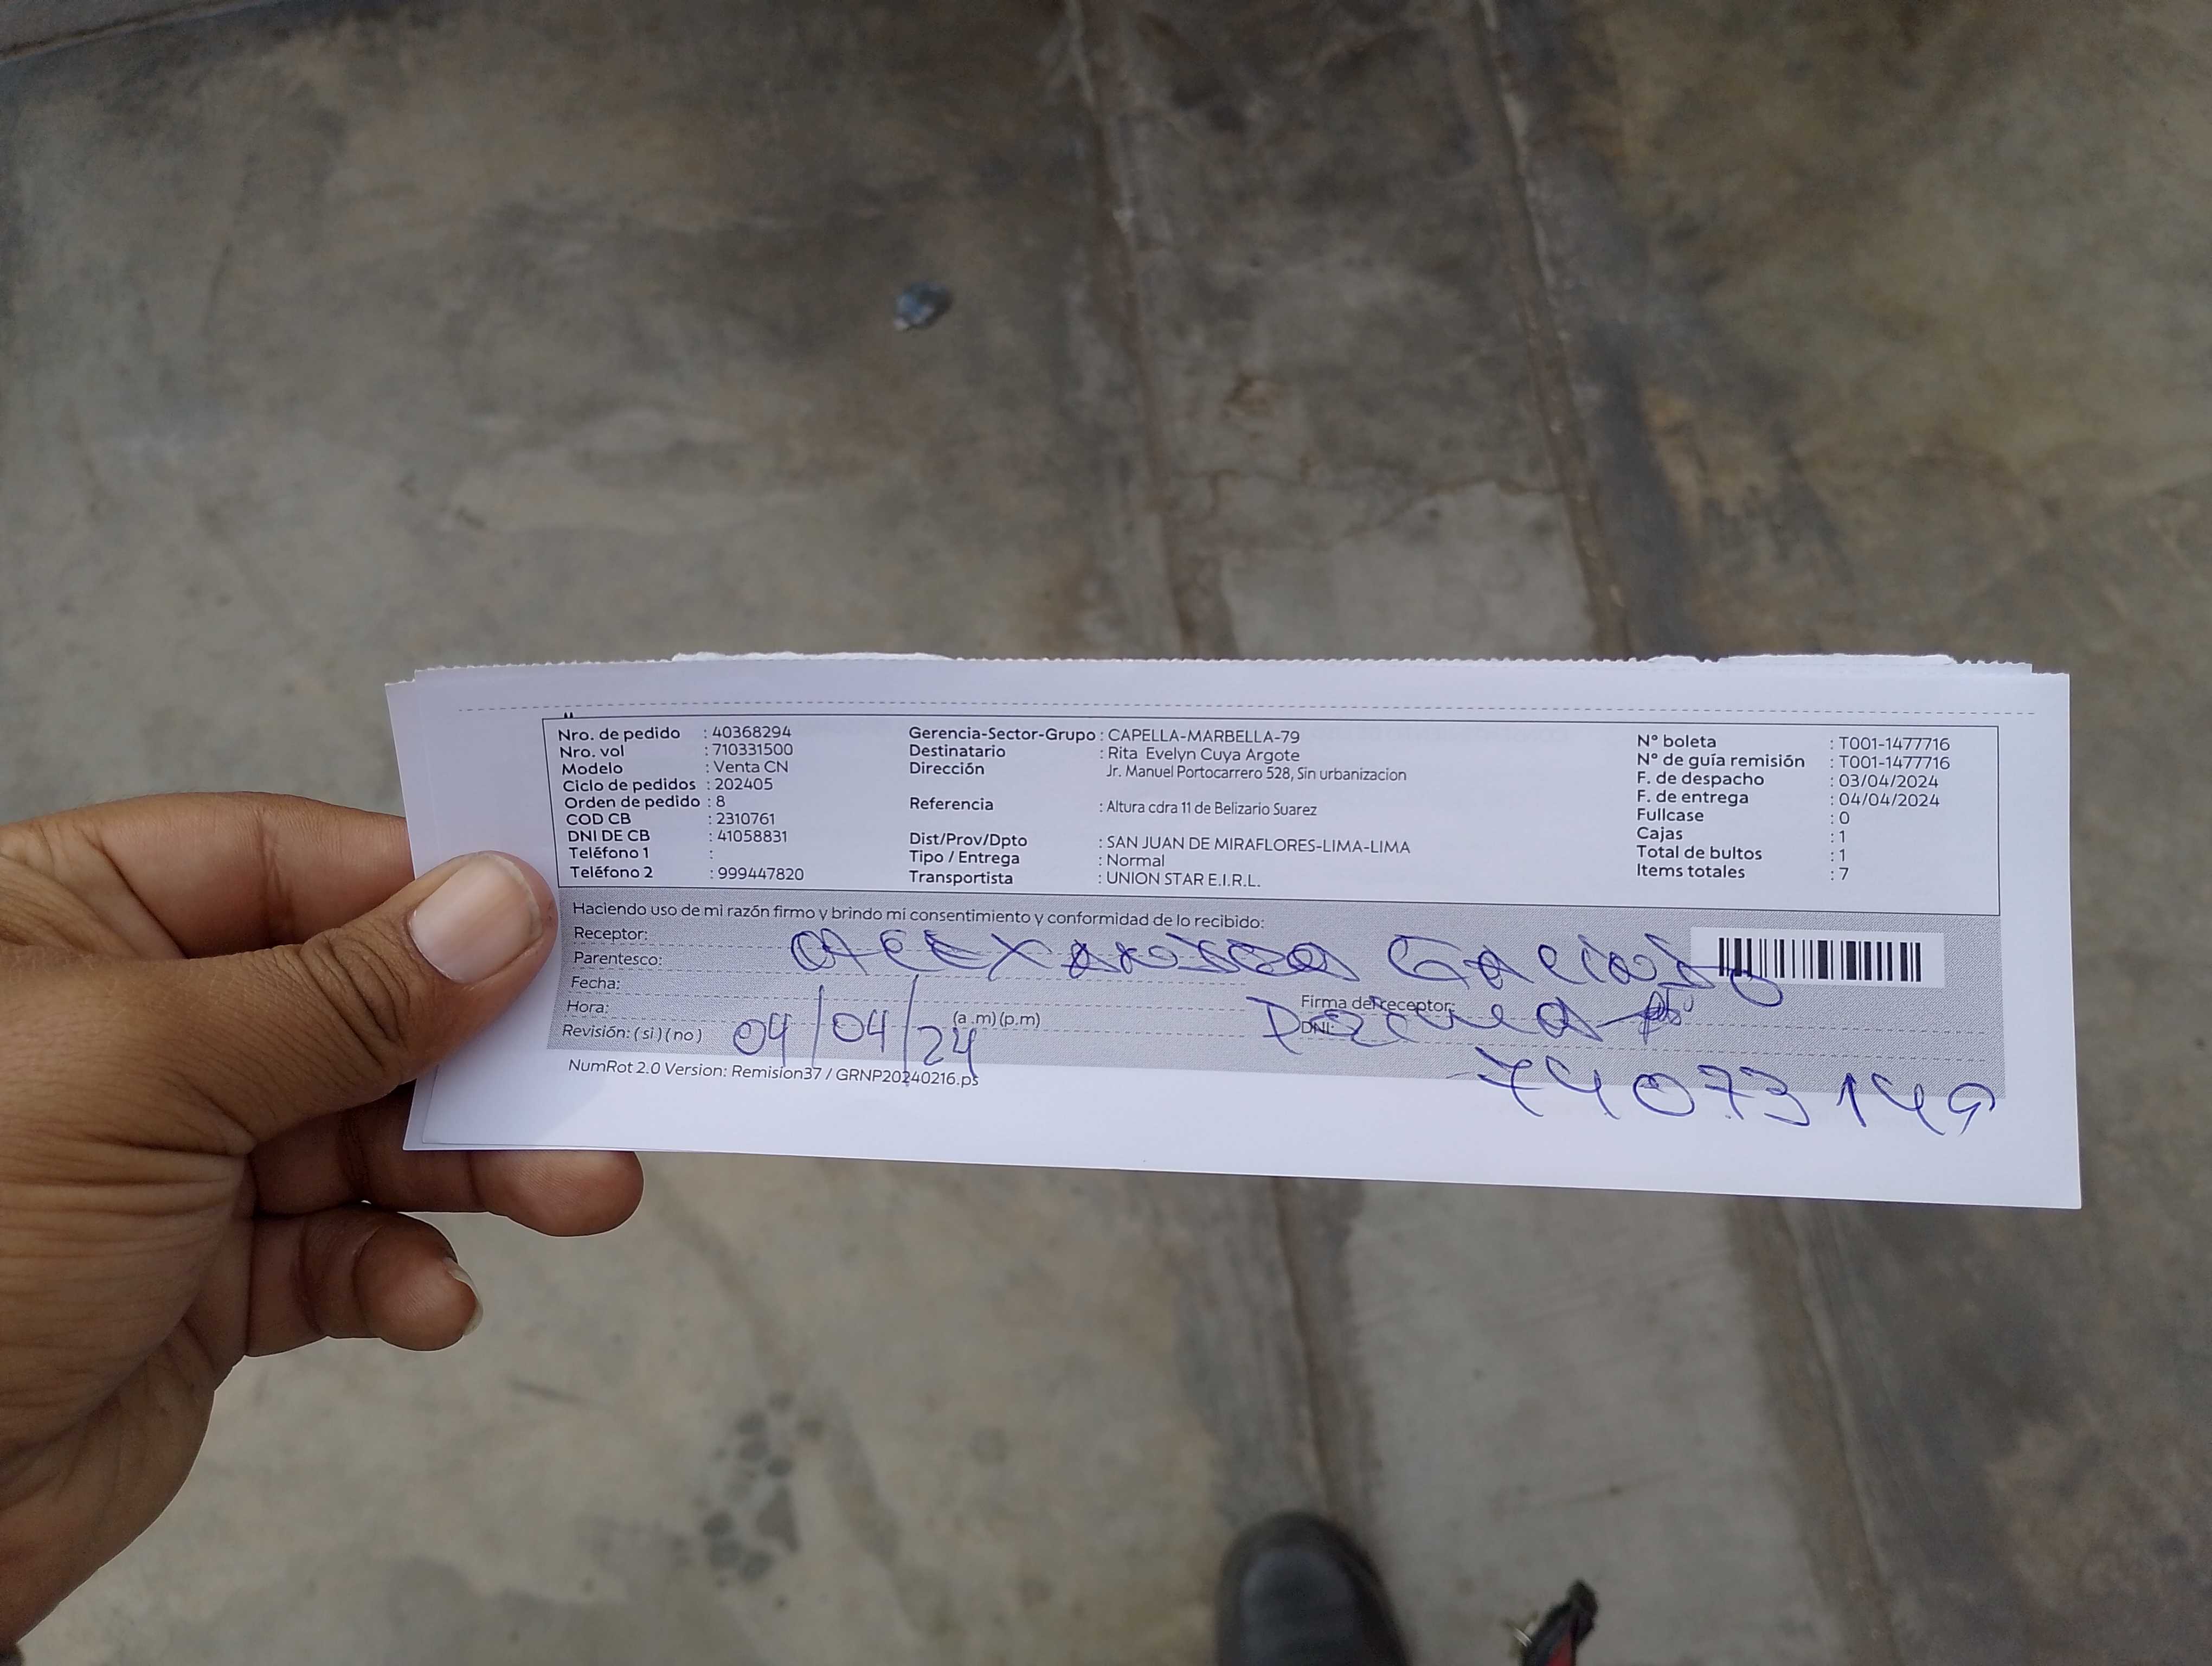 Nro. de pedido : 40368294
Nro. vol : 710331500
Modelo : Venta CN
Ciclo de pedidos : 202405
Orden de pedido : 8
COD CB : 2310761
DNI DE CB : 41058831
Teléfono 1 :
Teléfono 2 : 999447820
Gerencia-Sector-Grupo : CAPELLA-MARBELLA-79
Destinatario : Rita Evelyn Cuya Argote
Dirección Jr. Manuel Portocarrero 528, Sin urbanizacion
Referencia : Altura cdra 11 de Belizario Suarez
Dist/Prov/Dpto : SAN JUAN DE MIRAFLORES-LIMA-LIMA
Tipo / Entrega : Normal
Transportista : UNION STAR E.I.R.L.
N° boleta : T001-1477716
N° de guía remisión : T001-1477716
F. de despacho : 03/04/2024
F. de entrega : 04/04/2024
Fullcase : 0
Cajas : 1
Total de bultos : 1
Items totales : 7
Haciendo uso de mi razón firmo y brindo mi consentimiento y conformidad de lo recibido:
Receptor:
Parentesco:
Fecha:
Hora: (a.m) (p.m)
Revisión: (si) (no) 04/04/24
Firma del receptor:
DNI:
74073149
NumRot 2.0 Version: Remision37 / GRNP20240216.ps